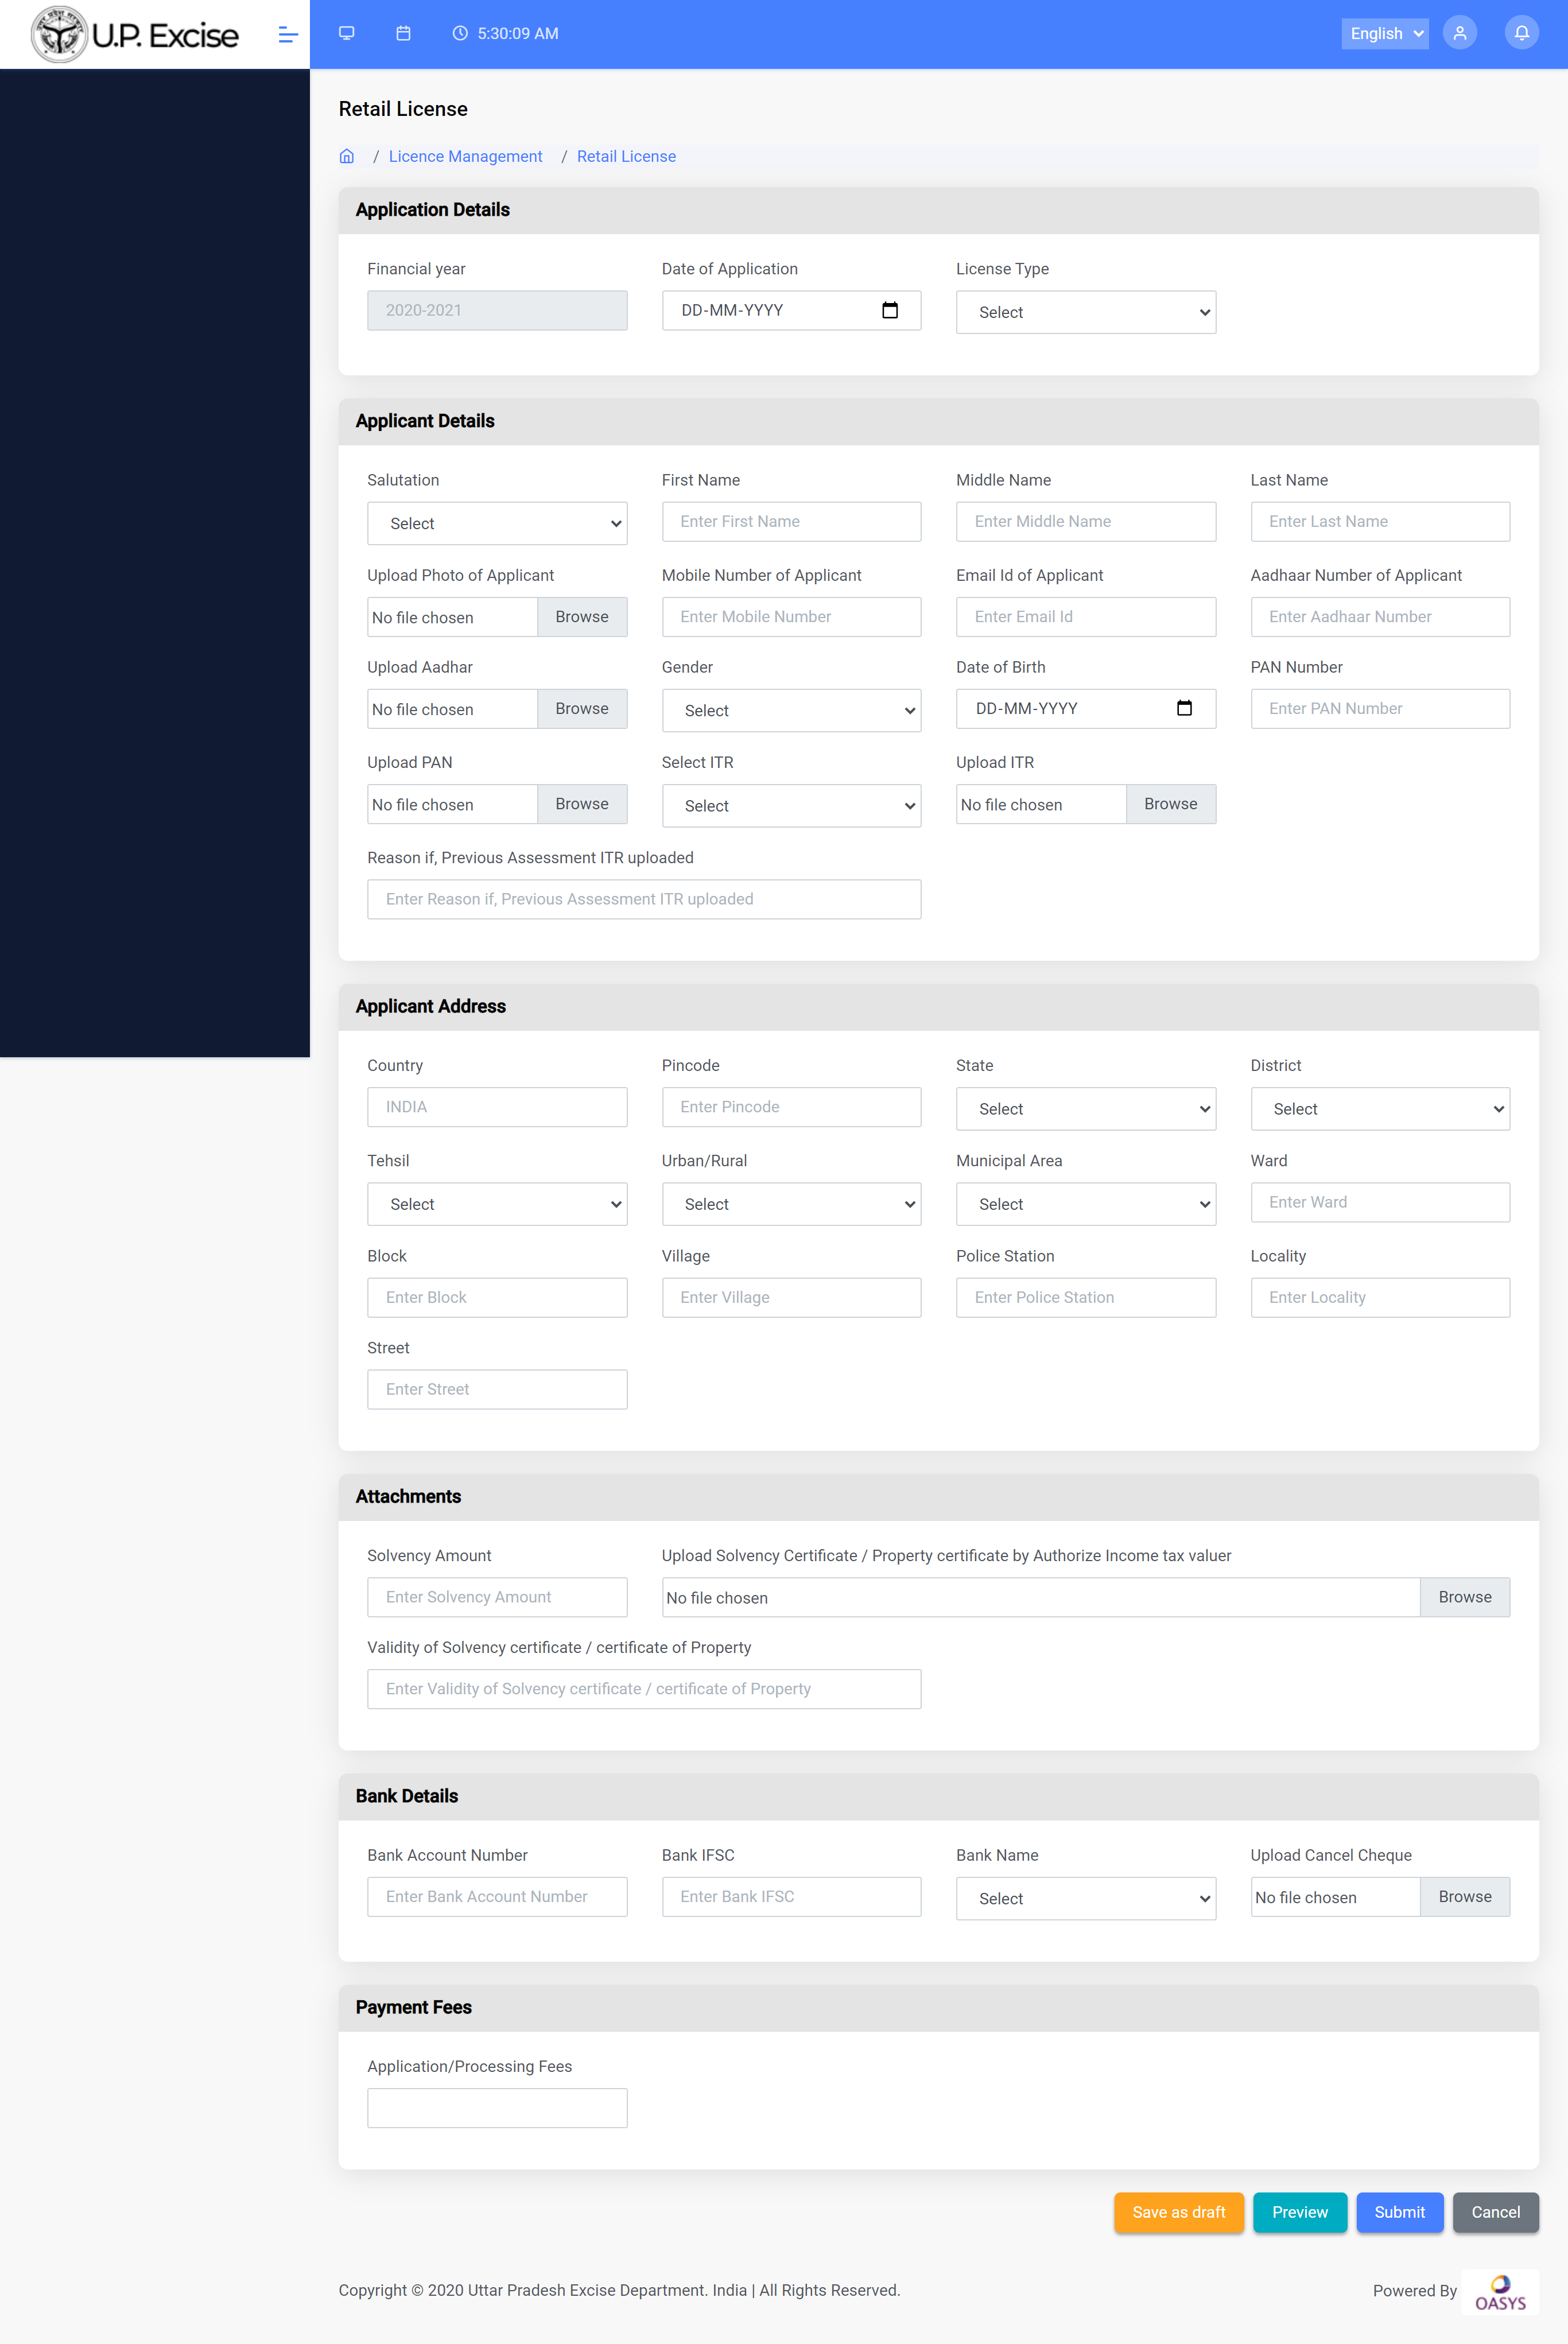 U.P. Excise
5:30:09 AM
English
Retail License
/ Licence Management / Retail License
Application Details
Financial year Date of Application License Type
2020-2021 DD-MM-YYYY Select
Applicant Details
Salutation First Name Middle Name Last Name
Select Enter First Name Enter Middle Name Enter Last Name
Upload Photo of Applicant Mobile Number of Applicant Email Id of Applicant Aadhaar Number of Applicant
No file chosen Browse Enter Mobile Number Enter Email Id Enter Aadhaar Number
Upload Aadhar Gender Date of Birth PAN Number
No file chosen Browse Select DD-MM-YYYY Enter PAN Number
Upload PAN Select ITR Upload ITR
No file chosen Browse Select No file chosen Browse
Reason if, Previous Assessment ITR uploaded
Enter Reason if, Previous Assessment ITR uploaded
Applicant Address
Country Pincode State District
INDIA Enter Pincode Select Select
Tehsil Urban/Rural Municipal Area Ward
Select Select Select Enter Ward
Block Village Police Station Locality
Enter Block Enter Village Enter Police Station Enter Locality
Street
Enter Street
Attachments
Solvency Amount Upload Solvency Certificate / Property certificate by Authorize Income tax valuer
Enter Solvency Amount No file chosen Browse
Validity of Solvency certificate / certificate of Property
Enter Validity of Solvency certificate / certificate of Property
Bank Details
Bank Account Number Bank IFSC Bank Name Upload Cancel Cheque
Enter Bank Account Number Enter Bank IFSC Select No file chosen Browse
Payment Fees
Application/Processing Fees
Save as draft Preview Submit Cancel
Copyright © 2020 Uttar Pradesh Excise Department. India | All Rights Reserved. Powered By OASYS